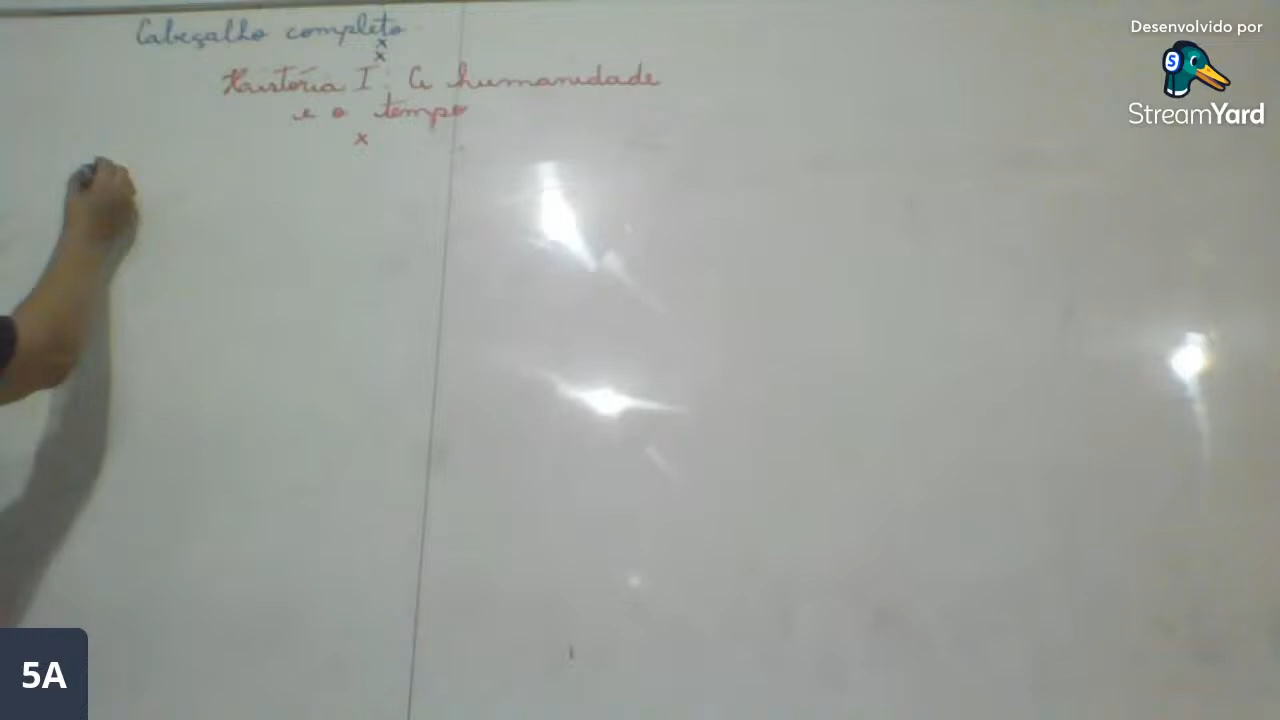 Cabeçalho completo
x
x
História I: A humanidade
e o tempo
x
Desenvolvido por
S
StreamYard
5A